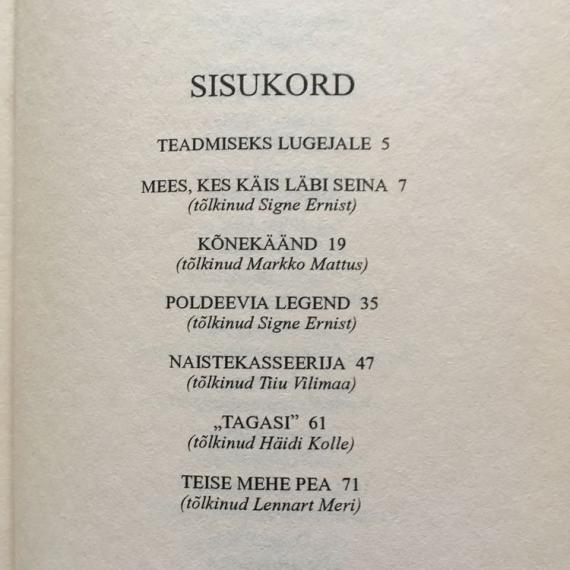 SISUKORD
TEADMISEKS LUGEJALE 5
MEES, KES KÄIS LÄBI SEINA 7
(tõlkinud Signe Ernist)
KÕNEKÄÄND 19
(tõlkinud Markko Mattus)
POLDEEVIA LEGEND 35
(tõlkinud Signe Ernist)
NAISTEKASSEERIJA 47
(tõlkinud Tiiu Vilimaa)
„TAGASI” 61
(tõlkinud Häidi Kolle)
TEISE MEHE PEA 71
(tõlkinud Lennart Meri)